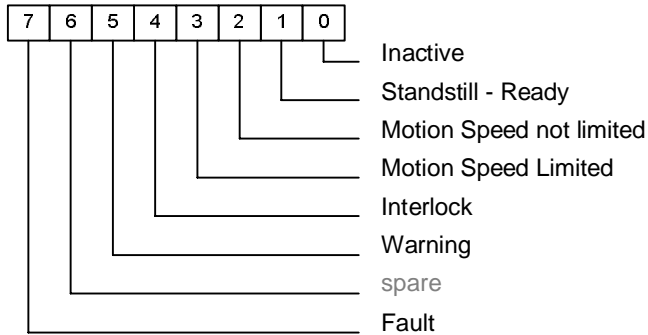 7 6 5 4 3 2 1 0
Inactive
Standstill - Ready
Motion Speed not limited
Motion Speed Limited
Interlock
Warning
spare
Fault